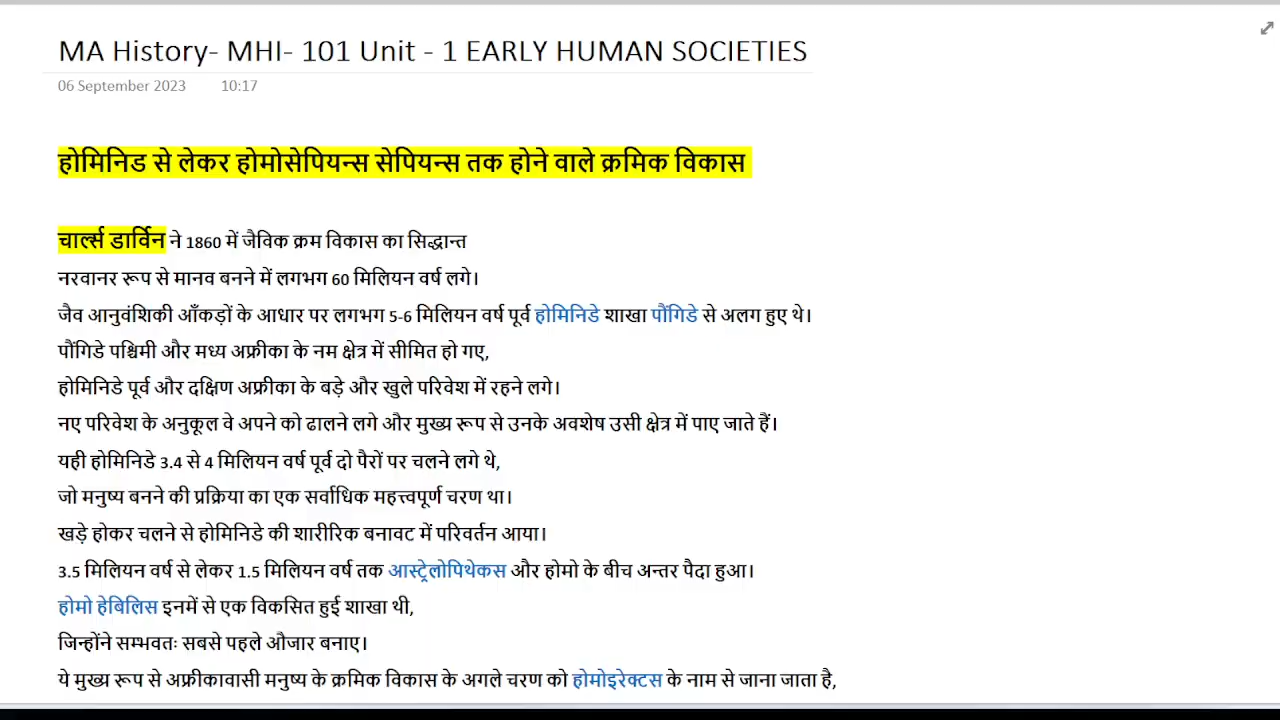 MA History- MHI- 101 Unit - 1 EARLY HUMAN SOCIETIES
06 September 2023 10:17
होमिनिड से लेकर होमोसेपियन्स सेपियन्स तक होने वाले क्रमिक विकास
चार्ल्स डार्विन ने 1860 में जैविक क्रम विकास का सिद्धान्त
नरवानर रूप से मानव बनने में लगभग 60 मिलियन वर्ष लगे।
जैव आनुवंशिकी आँकड़ों के आधार पर लगभग 5-6 मिलियन वर्ष पूर्व होमिनिडे शाखा पौंगिडे से अलग हुए थे।
पौंगिडे पश्चिमी और मध्य अफ्रीका के नम क्षेत्र में सीमित हो गए,
होमिनिडे पूर्व और दक्षिण अफ्रीका के बड़े और खुले परिवेश में रहने लगे।
नए परिवेश के अनुकूल वे अपने को ढालने लगे और मुख्य रूप से उनके अवशेष उसी क्षेत्र में पाए जाते हैं।
यही होमिनिडे 3.4 से 4 मिलियन वर्ष पूर्व दो पैरों पर चलने लगे थे,
जो मनुष्य बनने की प्रक्रिया का एक सर्वाधिक महत्त्वपूर्ण चरण था।
खड़े होकर चलने से होमिनिडे की शारीरिक बनावट में परिवर्तन आया।
3.5 मिलियन वर्ष से लेकर 1.5 मिलियन वर्ष तक आस्ट्रेलोपिथेकस और होमो के बीच अन्तर पैदा हुआ।
होमो हेबिलिस इनमें से एक विकसित हुई शाखा थी,
जिन्होंने सम्भवतः सबसे पहले औजार बनाए।
ये मुख्य रूप से अफ्रीकावासी मनुष्य के क्रमिक विकास के अगले चरण को होमोइरेक्टस के नाम से जाना जाता है,